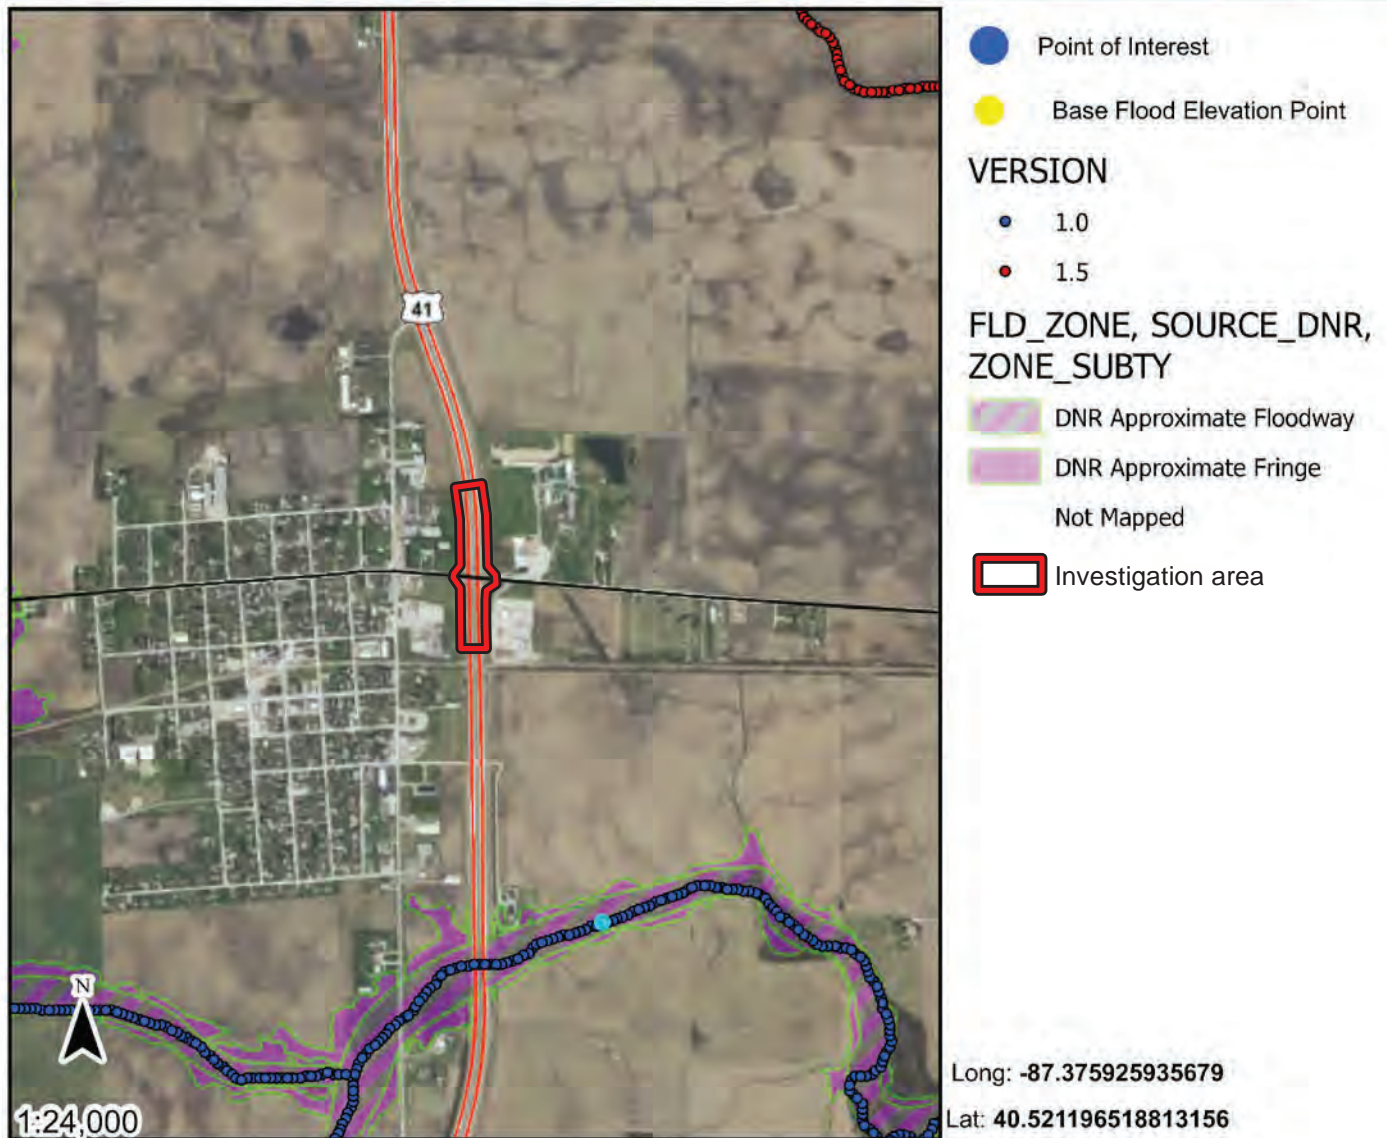 41
N
1:24,000
Point of Interest
Base Flood Elevation Point
VERSION
1.0
1.5
FLD_ZONE, SOURCE_DNR,
ZONE_SUBTY
DNR Approximate Floodway
DNR Approximate Fringe
Not Mapped
Investigation area
Long: -87.375925935679
Lat: 40.521196518813156